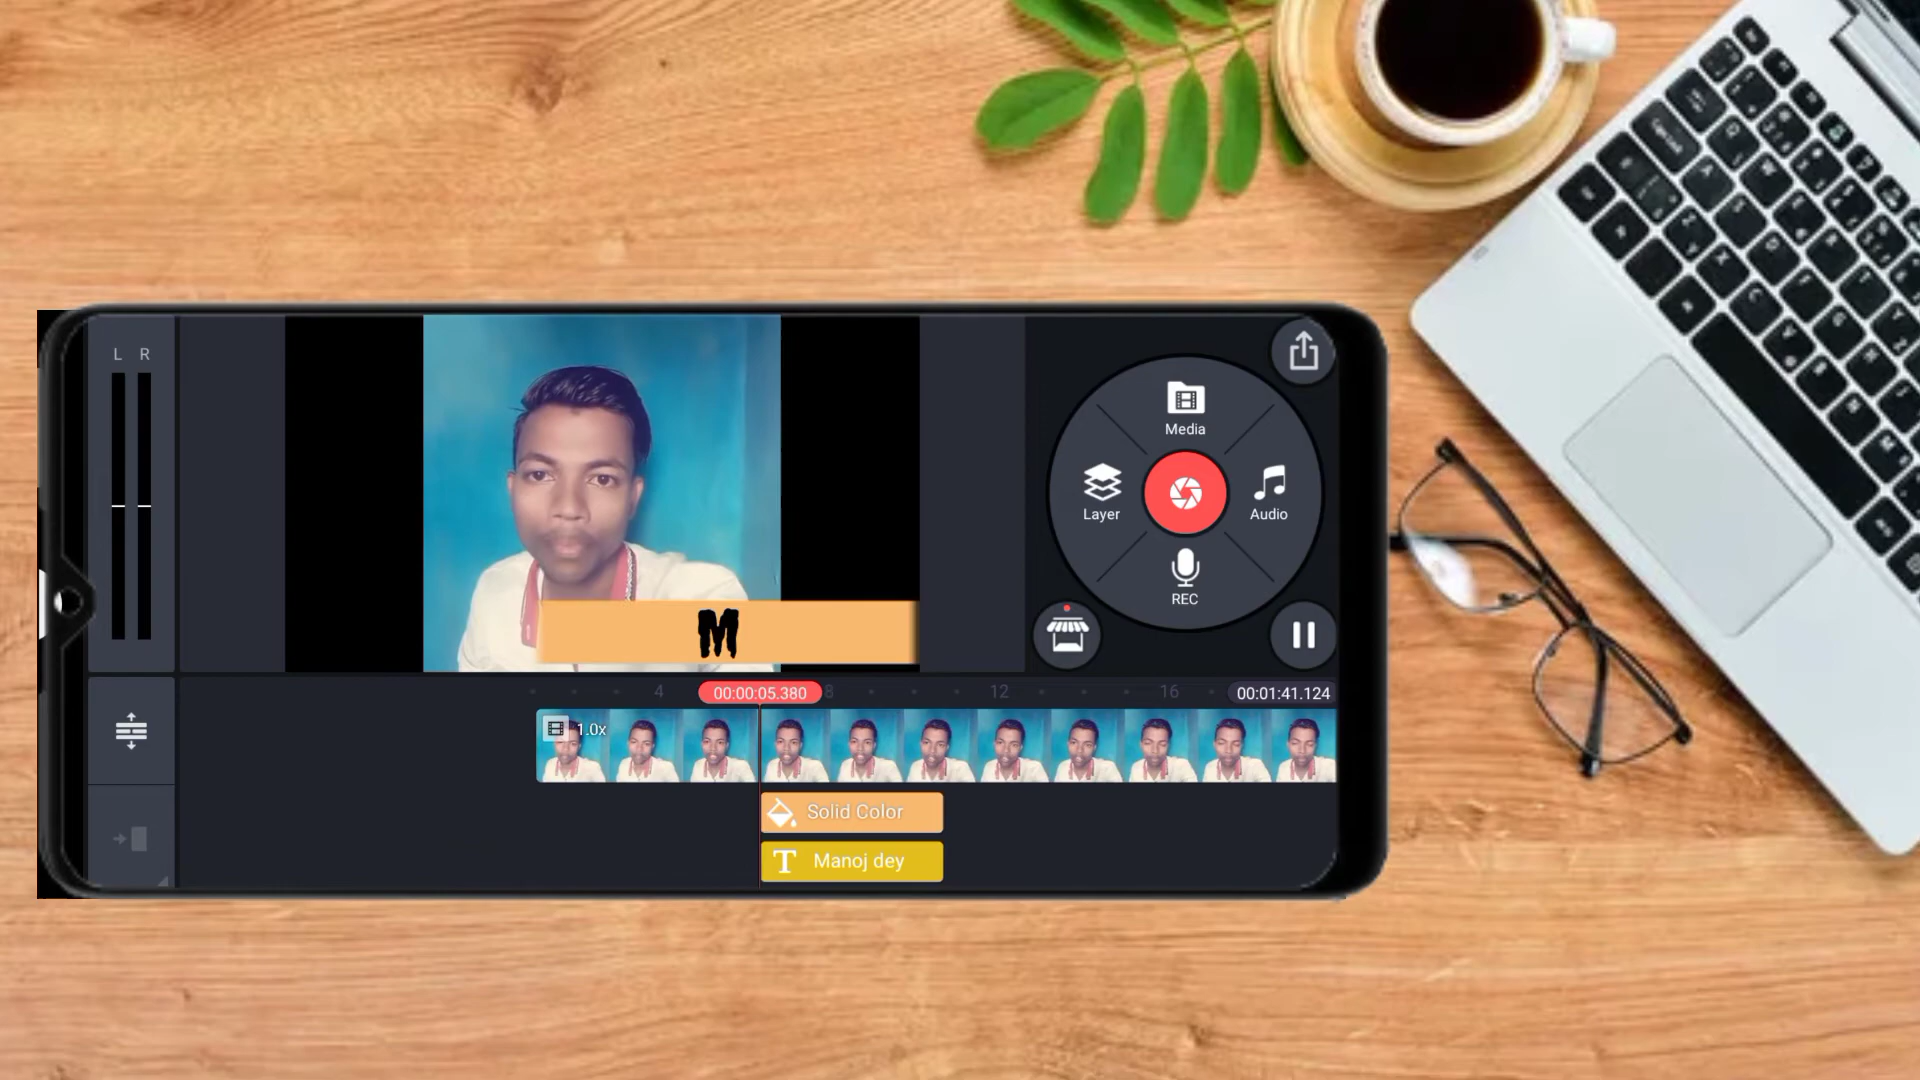 L R
Media
Layer
Audio
REC
M
4
00:00:05.380
8
12
16
00:01:41.124
1.0x
Solid Color
Manoj dey